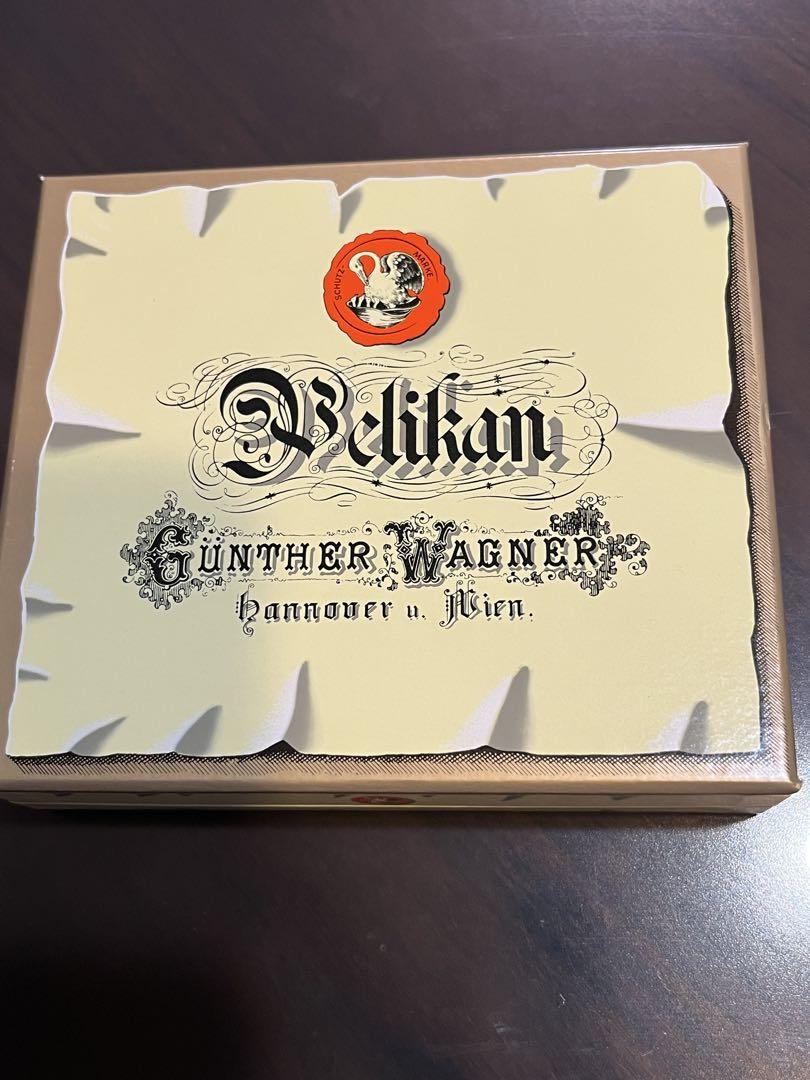 SCHUTZ-MARKE
Pelikan
GÜNTHER WAGNER
Hannover u. Wien.